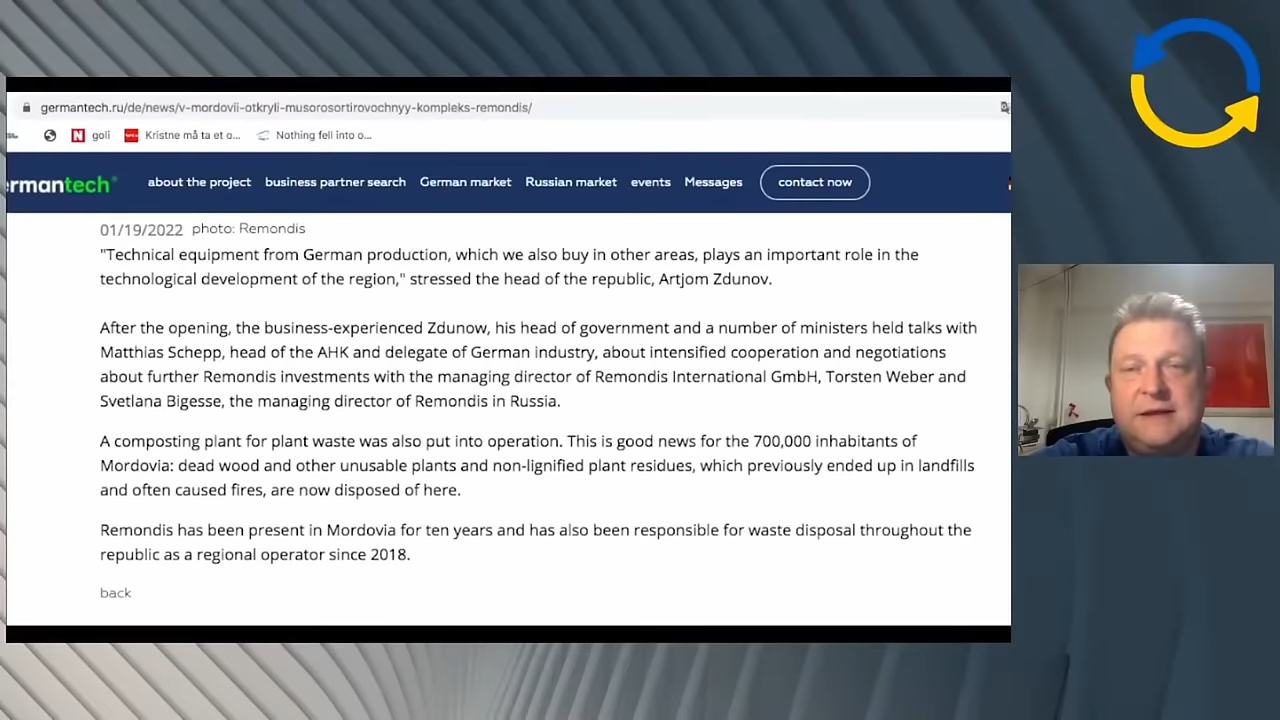 germantech.ru/de/news/v-mordovii-otkryli-musorosortirovochnyy-kompleks-remondis/
N goli Kristne må ta et o... Nothing fell into o...
rmantech about the project business partner search German market Russian market events Messages contact now
01/19/2022 photo: Remondis
"Technical equipment from German production, which we also buy in other areas, plays an important role in the
technological development of the region," stressed the head of the republic, Artjom Zdunov.
After the opening, the business-experienced Zdunow, his head of government and a number of ministers held talks with
Matthias Schepp, head of the AHK and delegate of German industry, about intensified cooperation and negotiations
about further Remondis investments with the managing director of Remondis International GmbH, Torsten Weber and
Svetlana Bigesse, the managing director of Remondis in Russia.
A composting plant for plant waste was also put into operation. This is good news for the 700,000 inhabitants of
Mordovia: dead wood and other unusable plants and non-lignified plant residues, which previously ended up in landfills
and often caused fires, are now disposed of here.
Remondis has been present in Mordovia for ten years and has also been responsible for waste disposal throughout the
republic as a regional operator since 2018.
back